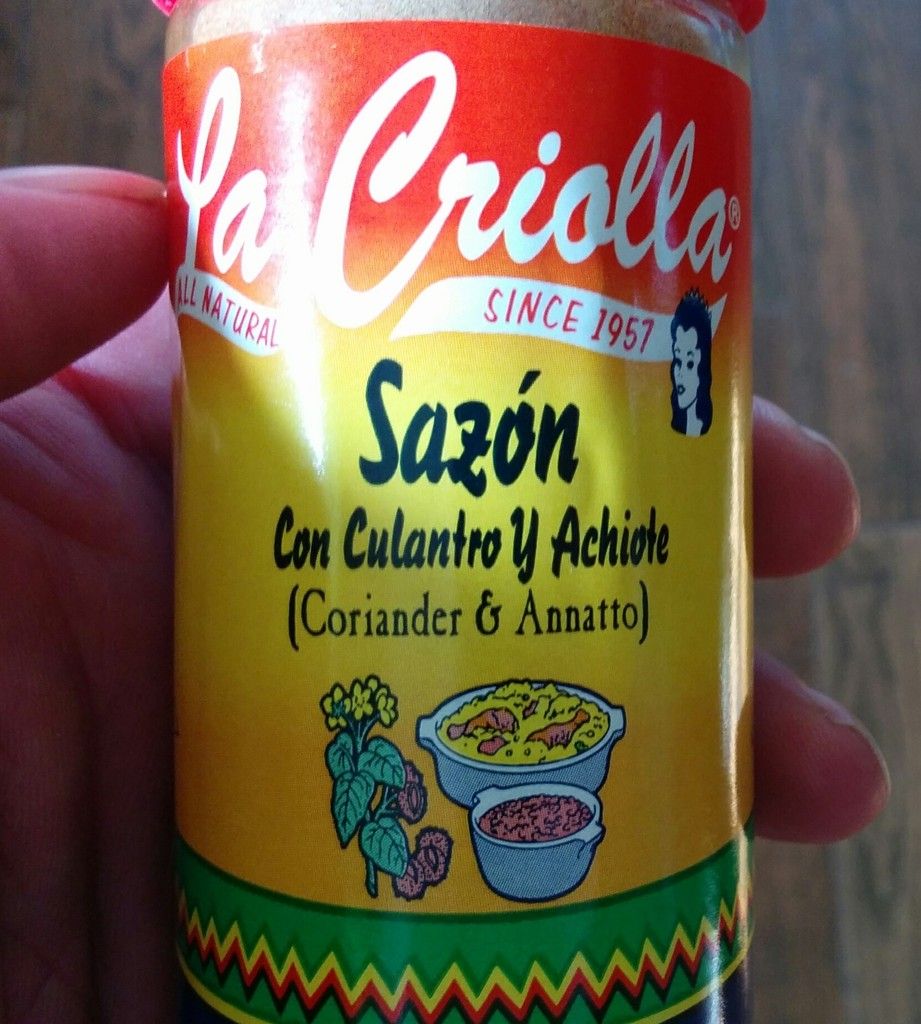 La Criolla®
ALL NATURAL
SINCE 1957
Sazón
Con Culantro Y Achiote
(Coriander & Annatto)